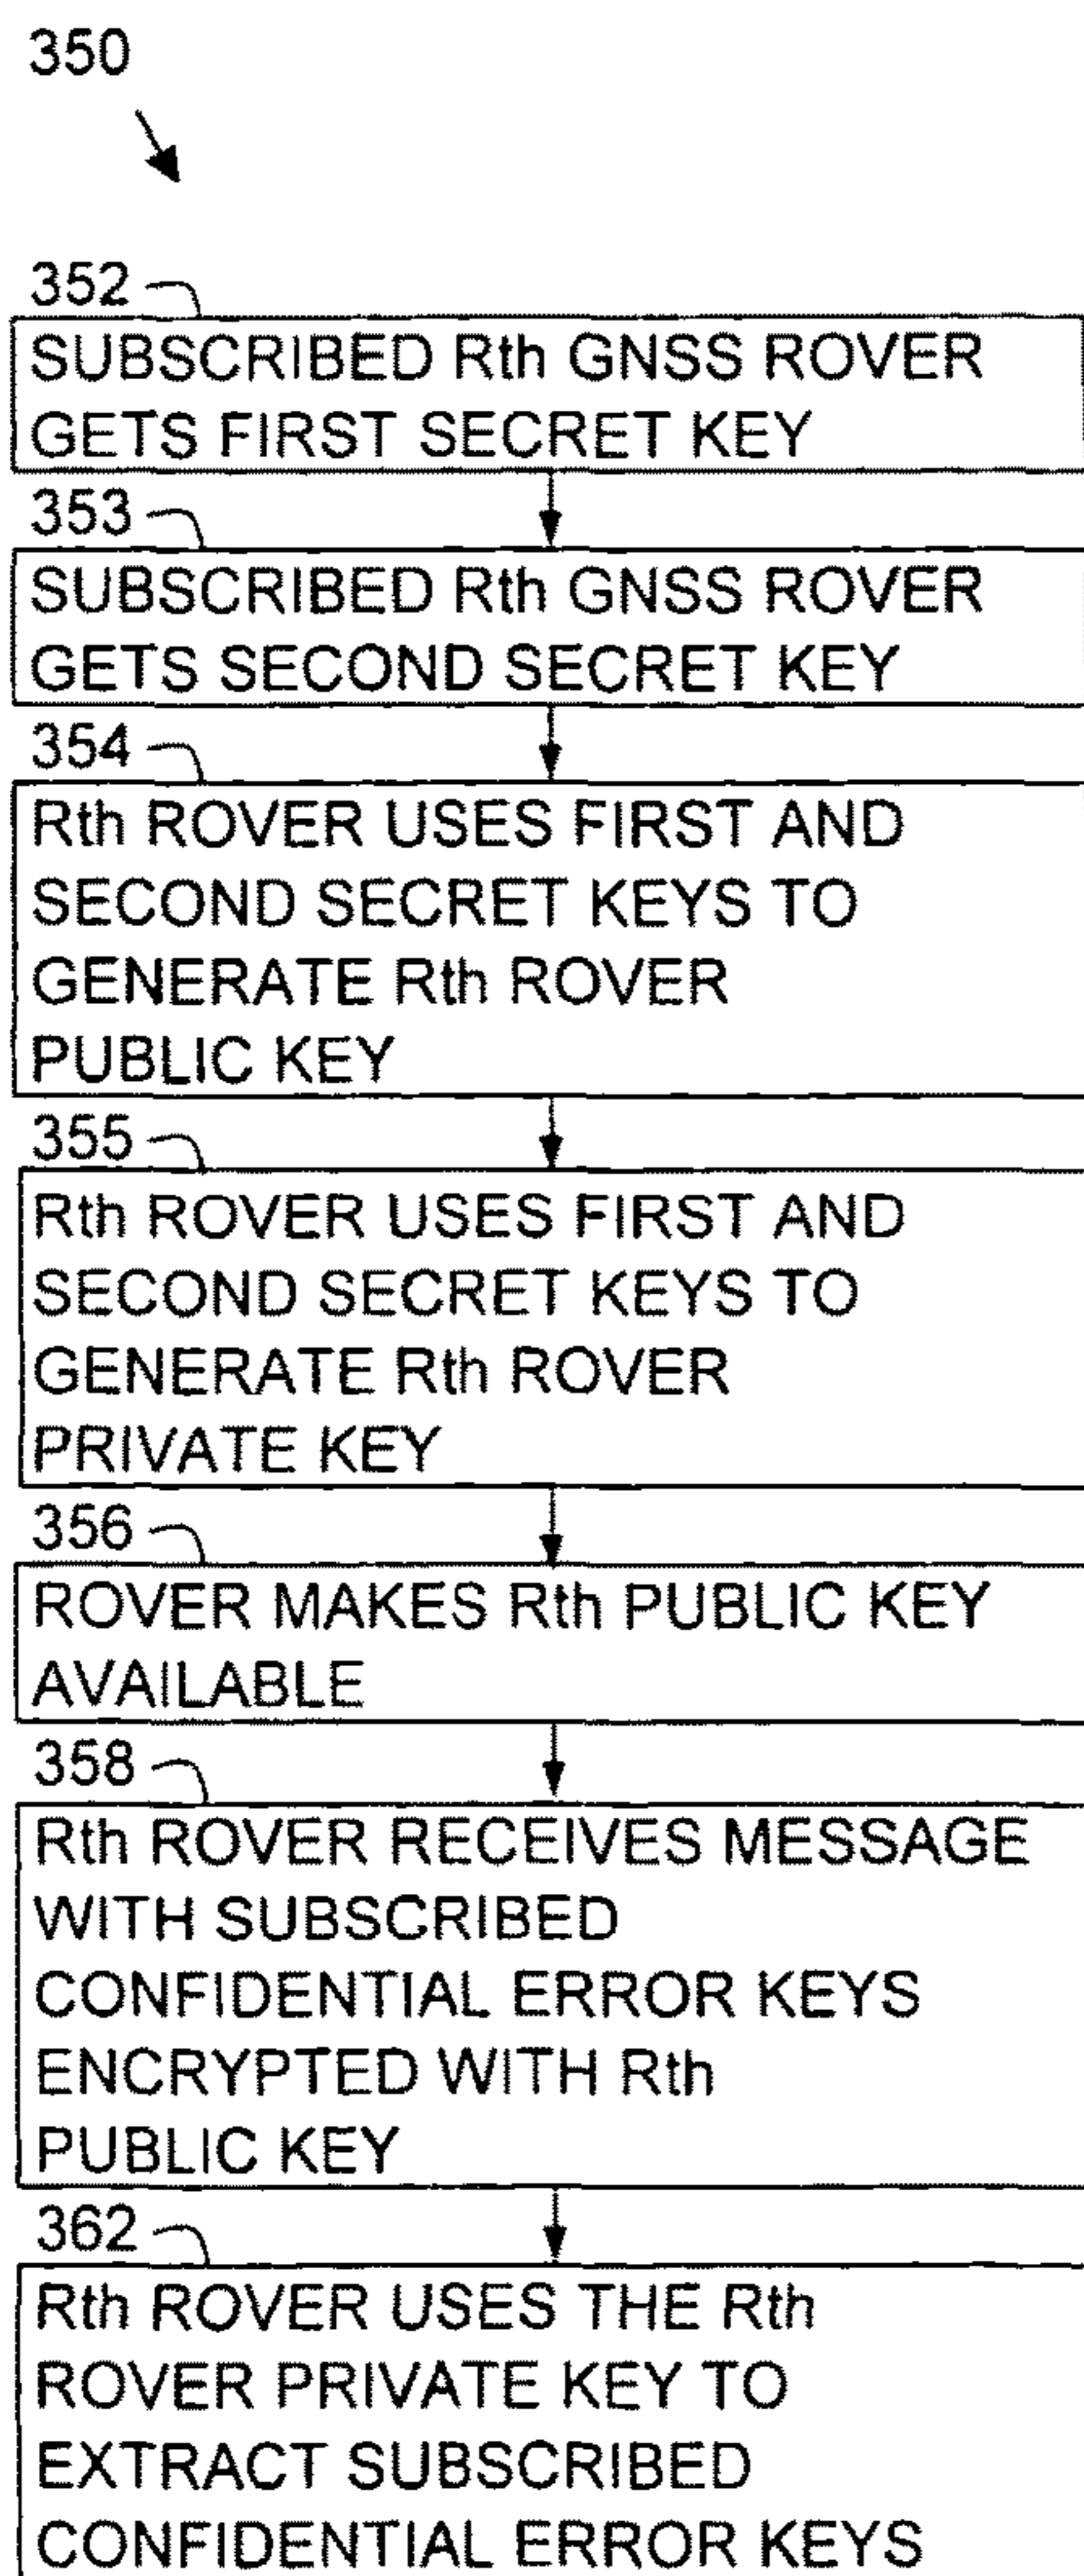 350
352
SUBSCRIBED Rth GNSS ROVER
GETS FIRST SECRET KEY
353
SUBSCRIBED Rth GNSS ROVER
GETS SECOND SECRET KEY
354
Rth ROVER USES FIRST AND
SECOND SECRET KEYS TO
GENERATE Rth ROVER
PUBLIC KEY
355
Rth ROVER USES FIRST AND
SECOND SECRET KEYS TO
GENERATE Rth ROVER
PRIVATE KEY
356
ROVER MAKES Rth PUBLIC KEY
AVAILABLE
358
Rth ROVER RECEIVES MESSAGE
WITH SUBSCRIBED
CONFIDENTIAL ERROR KEYS
ENCRYPTED WITH Rth
PUBLIC KEY
362
Rth ROVER USES THE Rth
ROVER PRIVATE KEY TO
EXTRACT SUBSCRIBED
CONFIDENTIAL ERROR KEYS